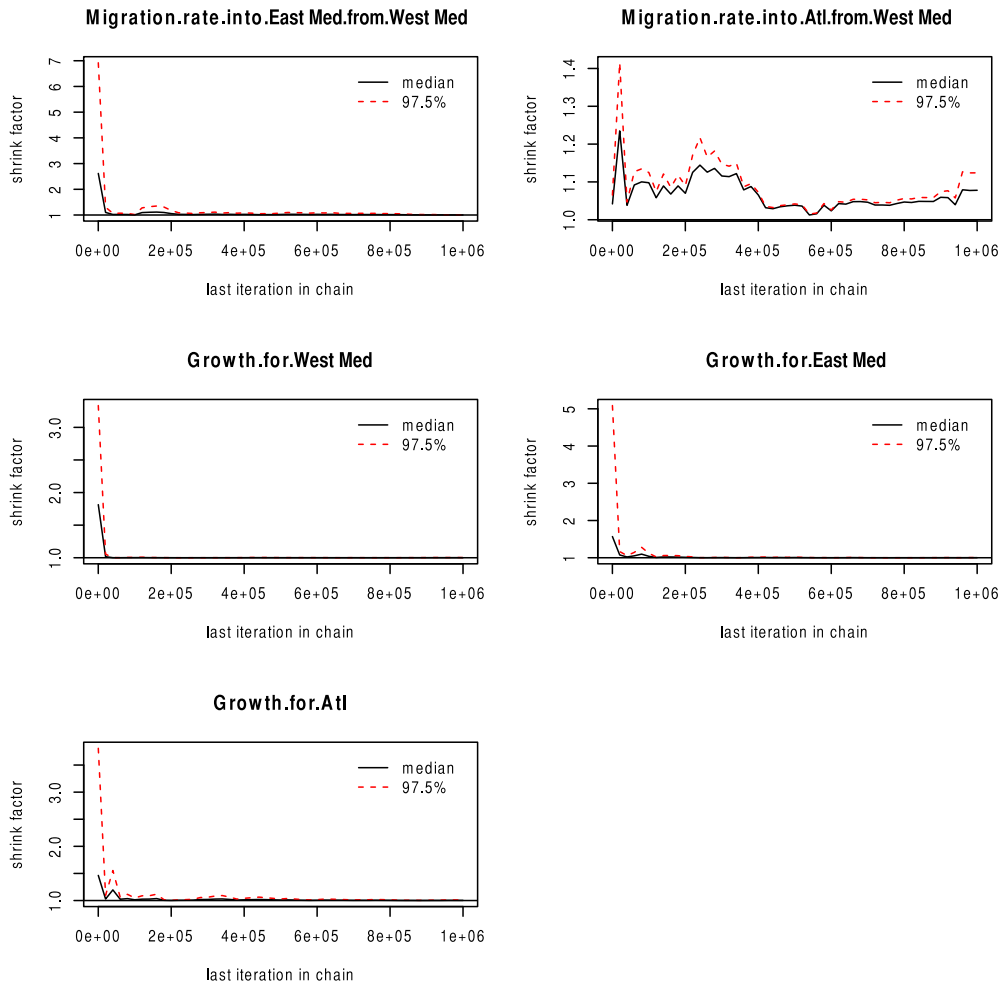 Migration.rate.into.East Med.from.West Med
shrink factor
7
6
5
4
3
2
1
median
97.5%
0e+00 2e+05 4e+05 6e+05 8e+05 1e+06
last iteration in chain
Migration.rate.into.Atl.from.West Med
shrink factor
1.4
1.3
1.2
1.1
1.0
median
97.5%
0e+00 2e+05 4e+05 6e+05 8e+05 1e+06
last iteration in chain
Growth.for.West Med
shrink factor
3.0
2.0
1.0
median
97.5%
0e+00 2e+05 4e+05 6e+05 8e+05 1e+06
last iteration in chain
Growth.for.East Med
shrink factor
5
4
3
2
1
median
97.5%
0e+00 2e+05 4e+05 6e+05 8e+05 1e+06
last iteration in chain
Growth.for.Atl
shrink factor
3.0
2.0
1.0
median
97.5%
0e+00 2e+05 4e+05 6e+05 8e+05 1e+06
last iteration in chain